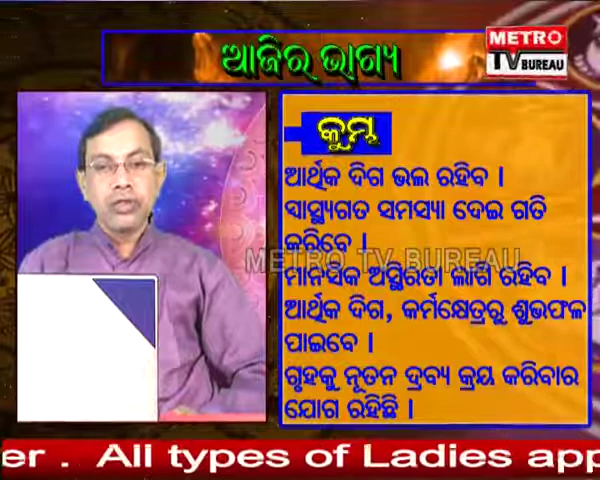 ଆଜିର ଭାଗ୍ୟ
METRO
TV BUREAU
କୁମ୍ଭ
ଆର୍ଥିକ ଦିଗ ଭଲ ରହିବ ।
ସ୍ୱାସ୍ଥ୍ୟଗତ ସମସ୍ୟା ଦେଇ ଗତି
କରିବେ ।
METRO TV BUREAU
ମାନସିକ ଅସ୍ଥିରତା ଲାଗି ରହିବ ।
ଆର୍ଥିକ ଦିଗ, କର୍ମକ୍ଷେତ୍ରରୁ ଶୁଭଫଳ
ପାଇବେ ।
ଗୃହକୁ ନୂତନ ଦ୍ରବ୍ୟ କ୍ରୟ କରିବାର
ଯୋଗ ରହିଛି ।
er . All types of Ladies app